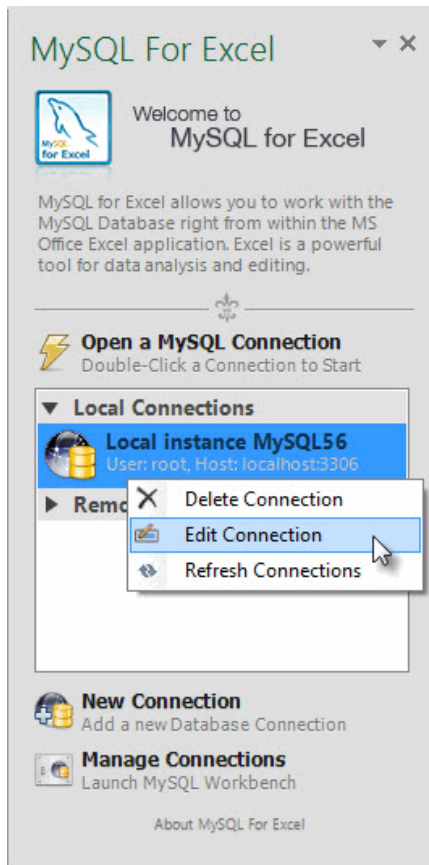 MySQL For Excel
MySQL
for Excel
Welcome to
MySQL for Excel
MySQL for Excel allows you to work with the
MySQL Database right from within the MS
Office Excel application. Excel is a powerful
tool for data analysis and editing.
Open a MySQL Connection
Double-Click a Connection to Start
Local Connections
Local instance MySQL56
User: root, Host: localhost:3306
Remo
Delete Connection
Edit Connection
Refresh Connections
New Connection
Add a new Database Connection
Manage Connections
Launch MySQL Workbench
About MySQL For Excel